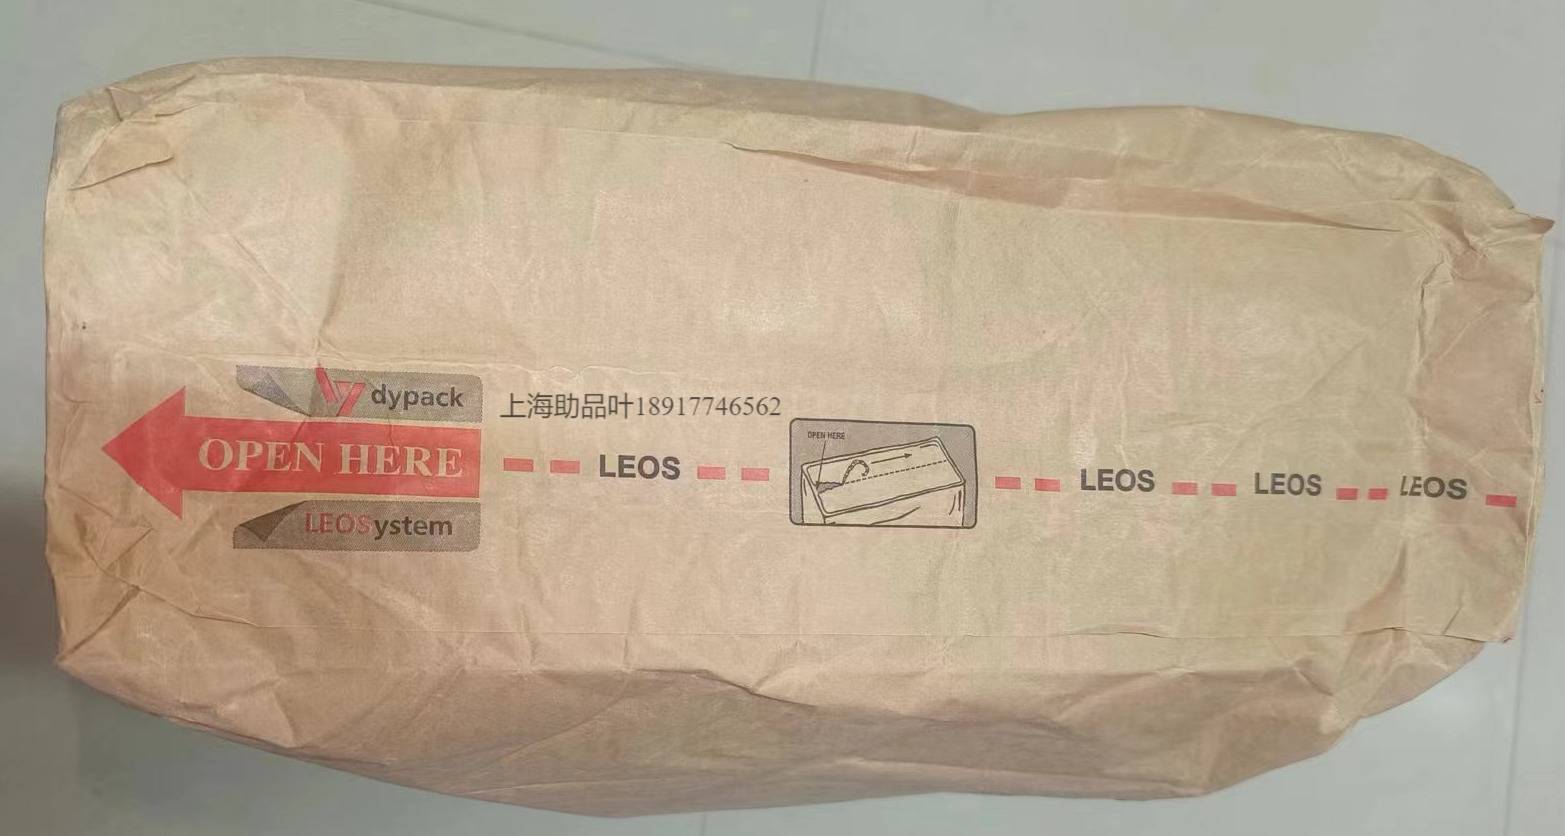 dypack
上海助品叶18917746562
OPEN HERE
OPEN HERE
LEOS
LEOS
LEOS
LEOS
LEOSystem